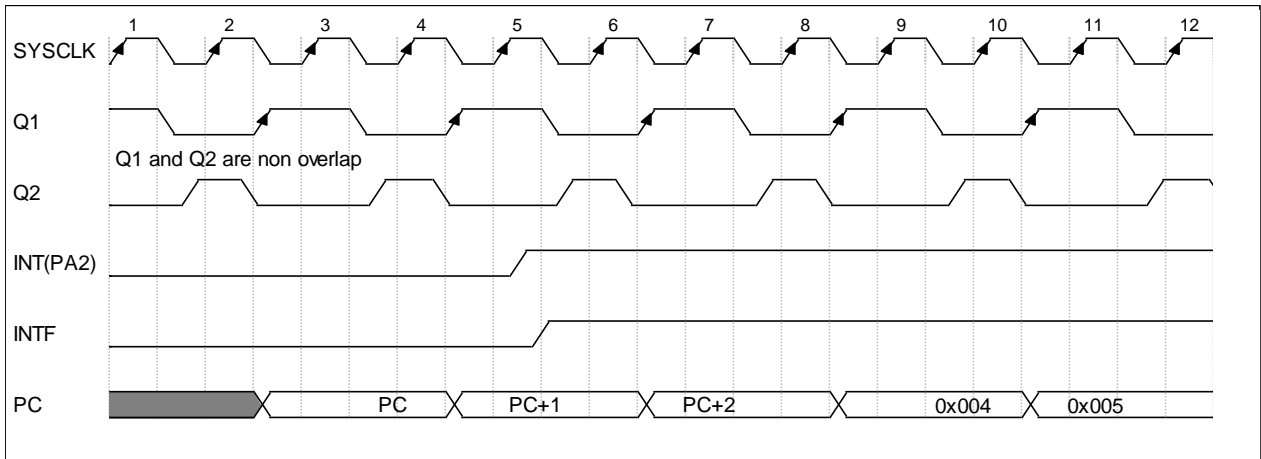 1 2 3 4 5 6 7 8 9 10 11 12
SYSCLK
Q1
Q1 and Q2 are non overlap
Q2
INT(PA2)
INTF
PC PC PC+1 PC+2 0x004 0x005